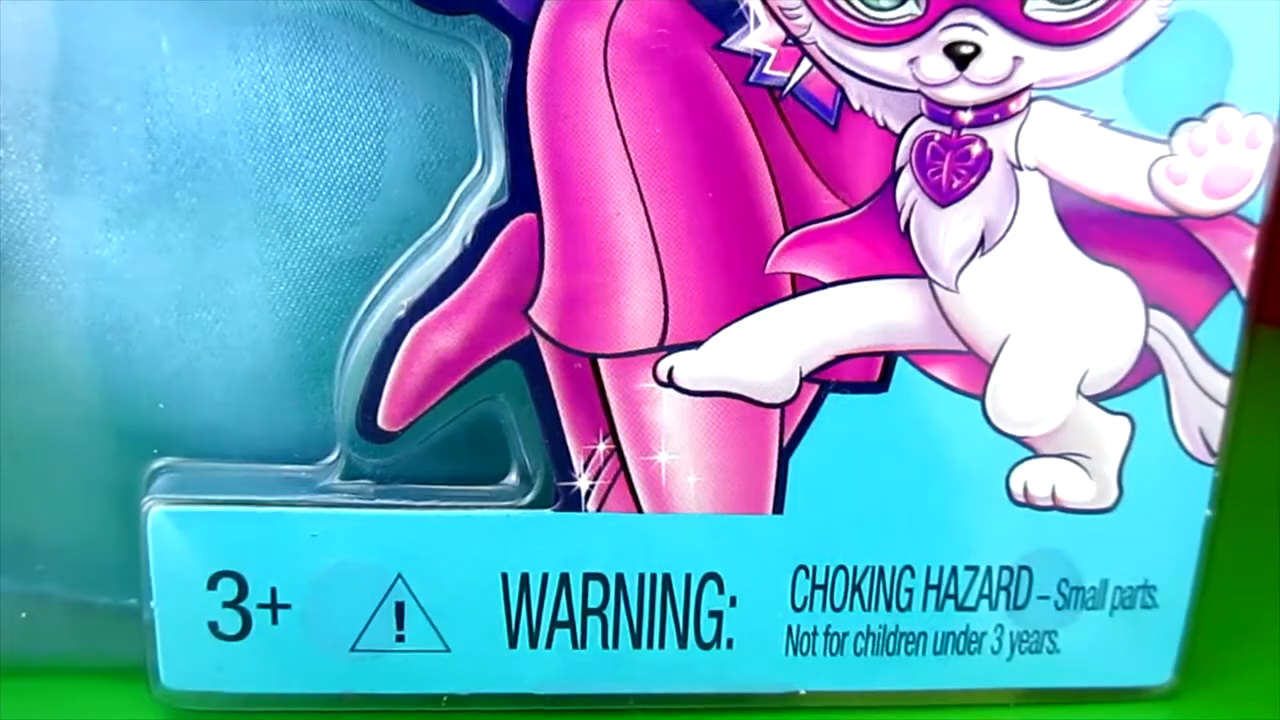 3+
! WARNING:
CHOKING HAZARD – Small parts.
Not for children under 3 years.